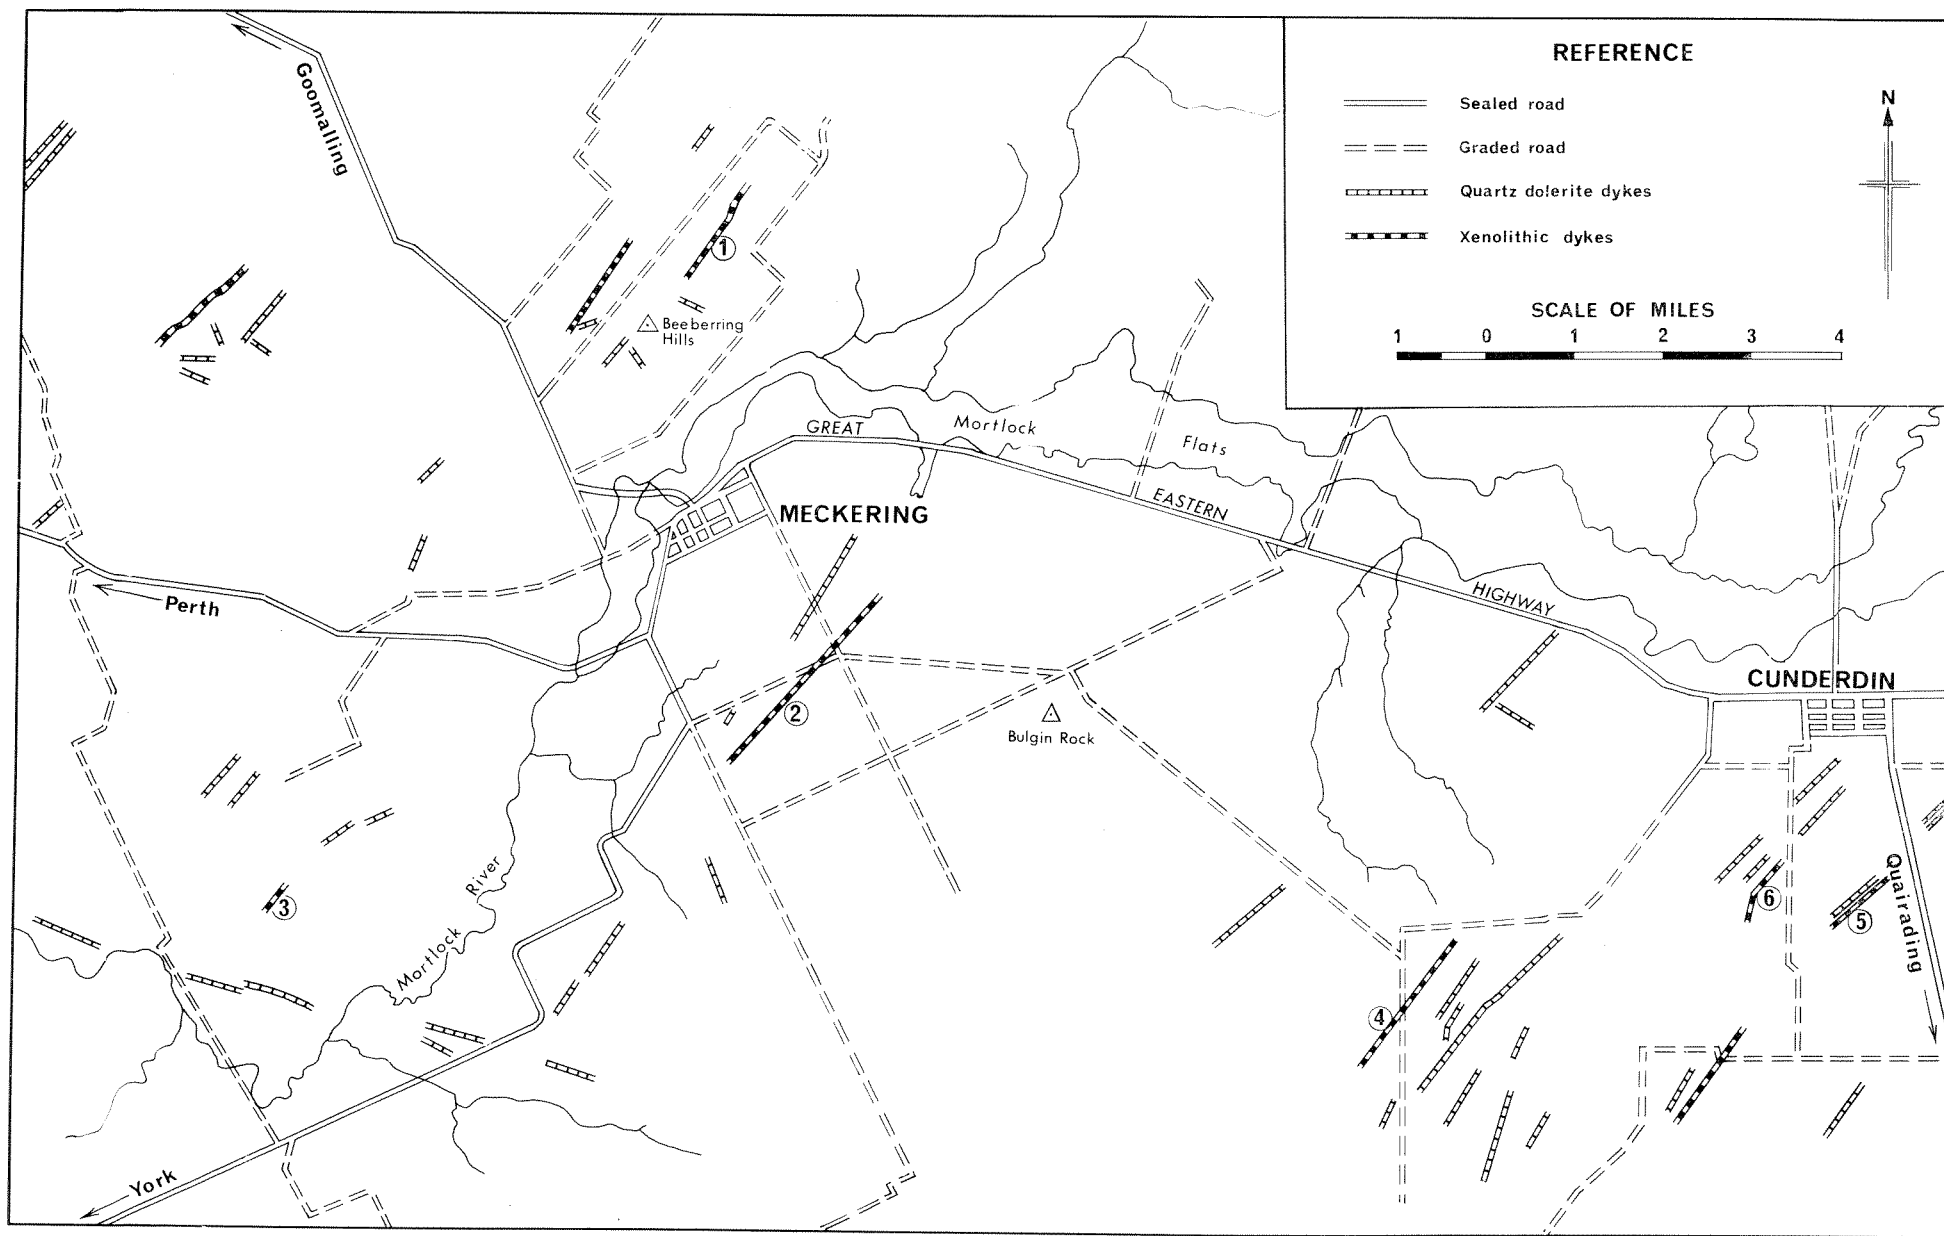 REFERENCE
Sealed road
Graded road
Quartz dolerite dykes
Xenolithic dykes
N
SCALE OF MILES
1 0 1 2 3 4
Goomalling
1
Beeberring
Hills
GREAT
Mortlock
Flats
EASTERN
MECKERING
HIGHWAY
Perth
CUNDERDIN
2
Bulgin Rock
3
River
Mortlock
Quairading
6
5
4
York